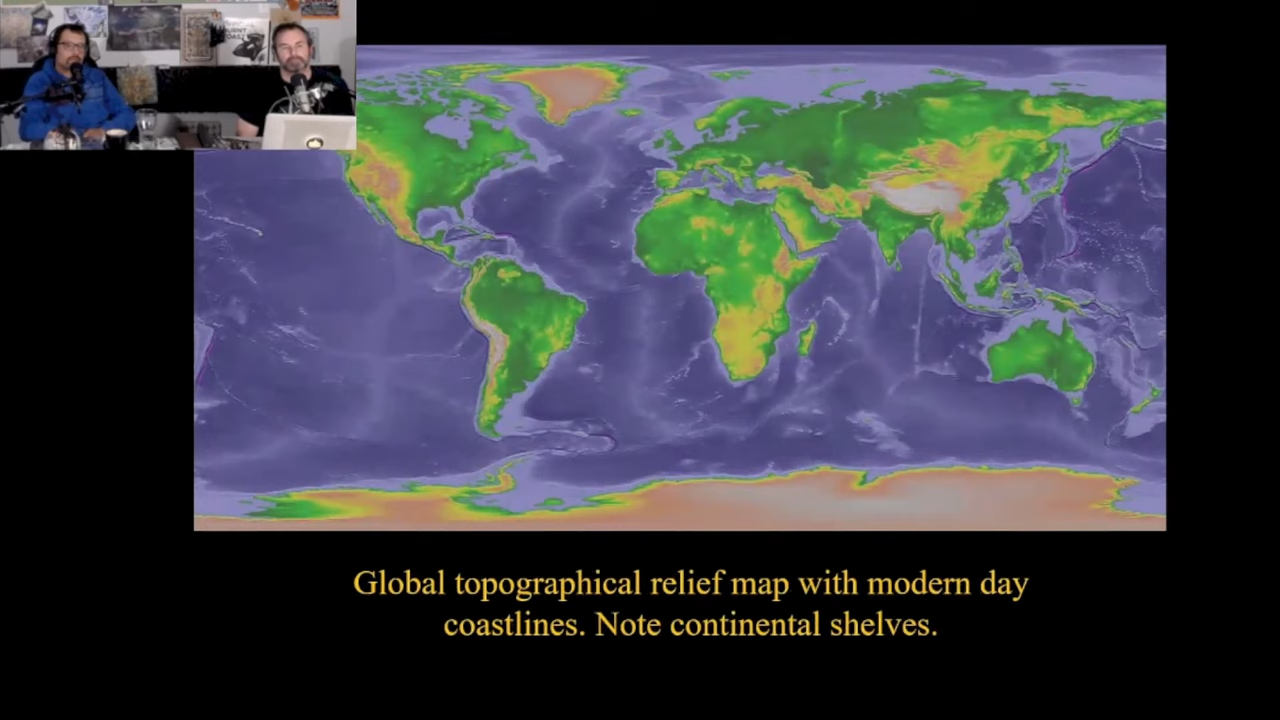 Global topographical relief map with modern day
coastlines. Note continental shelves.